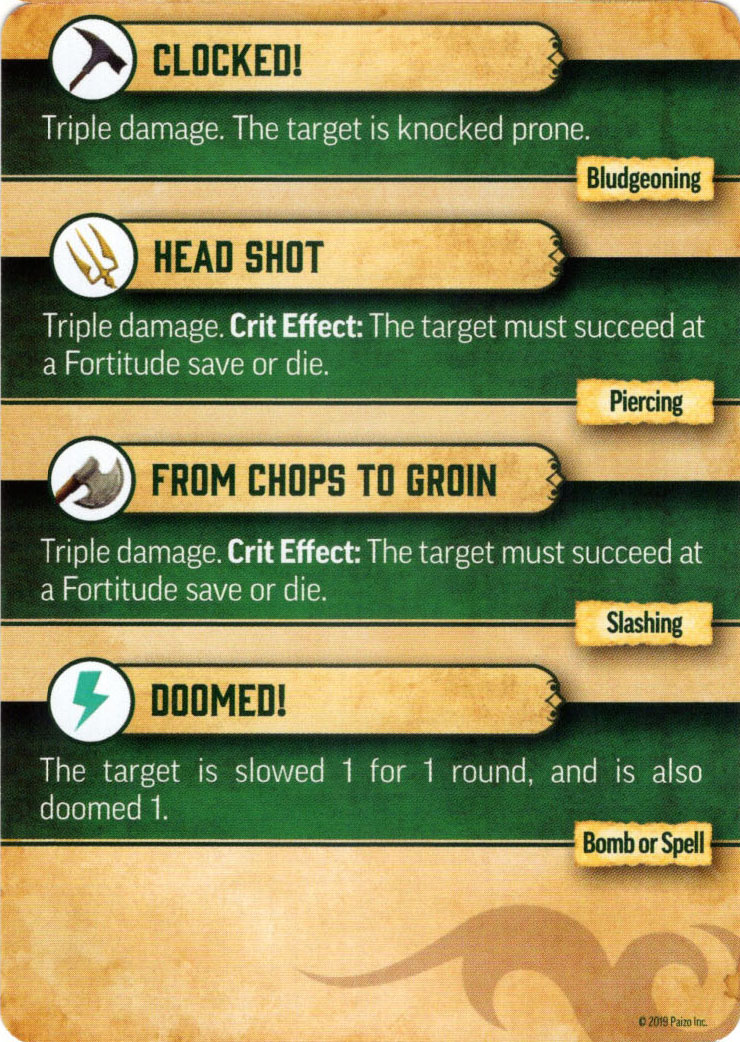 CLOCKED!
Triple damage. The target is knocked prone.
Bludgeoning
HEAD SHOT
Triple damage. Crit Effect: The target must succeed at
a Fortitude save or die.
Piercing
FROM CHOPS TO GROIN
Triple damage. Crit Effect: The target must succeed at
a Fortitude save or die.
Slashing
DOOMED!
The target is slowed 1 for 1 round, and is also
doomed 1.
Bomb or Spell
© 2019 Paizo Inc.